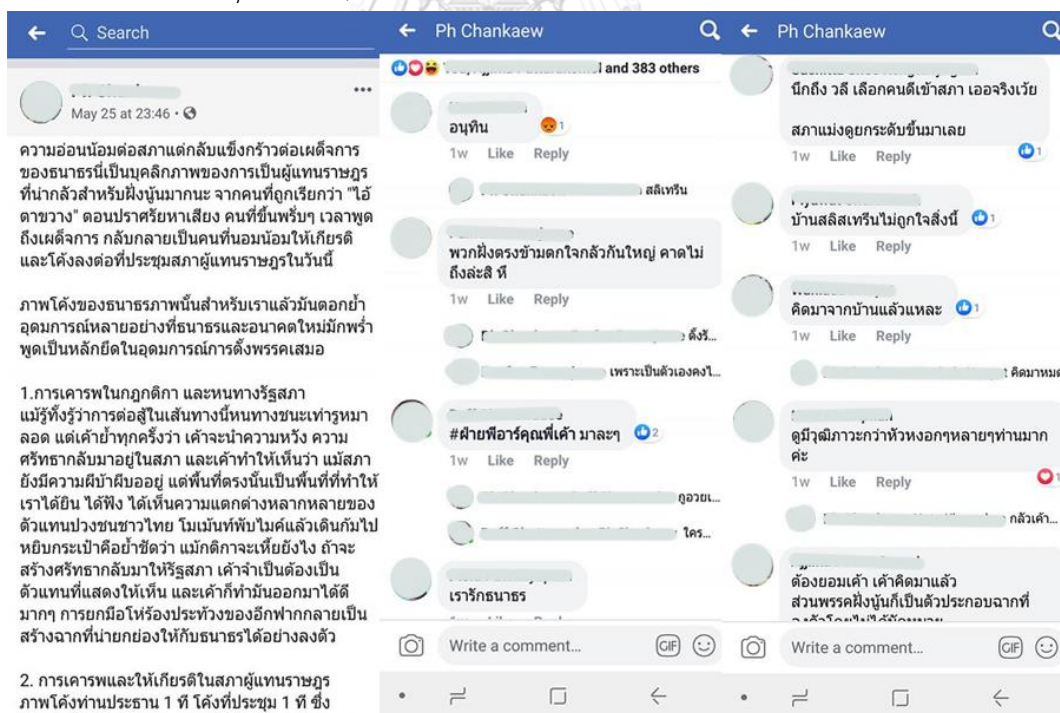 Search
May 25 at 23:46
ความอ่อนน้อมต่อสภาแต่กลับแข็งกร้าวต่อเผด็จการ
ของธนาธรนี่เป็นบุคลิกภาพของการเป็นผู้แทนราษฎร
ที่น่ากลัวสำหรับฝั่งนู้นมากนะ จากคนที่ถูกเรียกว่า "ไอ้
ตาขวาง" ตอนปราศรัยหาเสียง คนที่ขึ้นพรึบๆ เวลาพูด
ถึงเผด็จการ กลับกลายเป็นคนที่นอมน้อมให้เกียรติ
และโค้งลงต่อที่ประชุมสภาผู้แทนราษฎรในวันนี้
ภาพโค้งของธนาธรภาพนั้นสำหรับเราแล้วมันตอกย้ำ
อุดมการณ์หลายอย่างที่ธนาธรและอนาคตใหม่มักพร่ำ
พูดเป็นหลักยึดในอุดมการณ์การตั้งพรรคเสมอ
1.การเคารพในกฎกติกา และหนทางรัฐสภา
แม้รู้ทั้งรู้ว่าการต่อสู้ในเส้นทางนี้หนทางชนะเท่ารูหมา
ลอด แต่เค้าย้ำทุกครั้งว่า เค้าจะนำความหวัง ความ
ศรัทธากลับมาอยู่ในสภา และเค้าทำให้เห็นว่า แม้สภา
ยังมีความผีบ้าผีบออยู่ แต่พื้นที่ตรงนั้นเป็นพื้นที่ที่ทำให้
เราได้ยิน ได้ฟัง ได้เห็นความแตกต่างหลากหลายของ
ตัวแทนปวงชนชาวไทย โมเม้นท์พับไมค์แล้วเดินก้มไป
หยิบกระเป๋าคือย้ำชัดว่า แม้กติกาจะเหี้ยยังไง ถ้าจะ
สร้างศรัทธากลับมาให้รัฐสภา เค้าจำเป็นต้องเป็น
ตัวแทนที่แสดงให้เห็น และเค้าก็ทำมันออกมาได้ดี
มากๆ การยกมือโห่ร้องประท้วงของอีกฟากกลายเป็น
สร้างฉากที่น่ายกย่องให้กับธนาธรได้อย่างลงตัว
2. การเคารพและให้เกียรติในสภาผู้แทนราษฎร
ภาพโค้งท่านประธาน 1 ที โค้งที่ประชุม 1 ที ซึ่ง
Ph Chankaew
and 383 others
อนุทิน
1
1w Like Reply
สลิเทรีน
พวกฝั่งตรงข้ามตกใจกลัวกันใหญ่ คาดไม่
ถึงล่ะสิ หึ
1w Like Reply
ตั้งรั...
เพราะเป็นตัวเองคงไ...
#ฝ่ายพีอาร์คุณพี่เค้า มาละๆ
2
1w Like Reply
กูอวยเ...
ใคร...
เรารักธนาธร
Write a comment...
GIF
Ph Chankaew
นึกถึง วลี เลือกคนดีเข้าสภา เออจริงเว้ย
สภาแม่งดูยกระดับขึ้นมาเลย
1w Like Reply
1
บ้านสลิสเทรีนไม่ถูกใจสิ่งนี้
1
1w Like Reply
คิดมาจากบ้านแล้วแหละ
1
1w Like Reply
คิดมาหมด
ดูมีวุฒิภาวะกว่าหัวหงอกๆหลายๆท่านมาก
ค่ะ
1w Like Reply
1
กลัวเค้า...
ต้องยอมเค้า เค้าคิดมาแล้ว
ส่วนพรรคฝั่งนู้นก็เป็นตัวประกอบฉากที่
Write a comment...
GIF